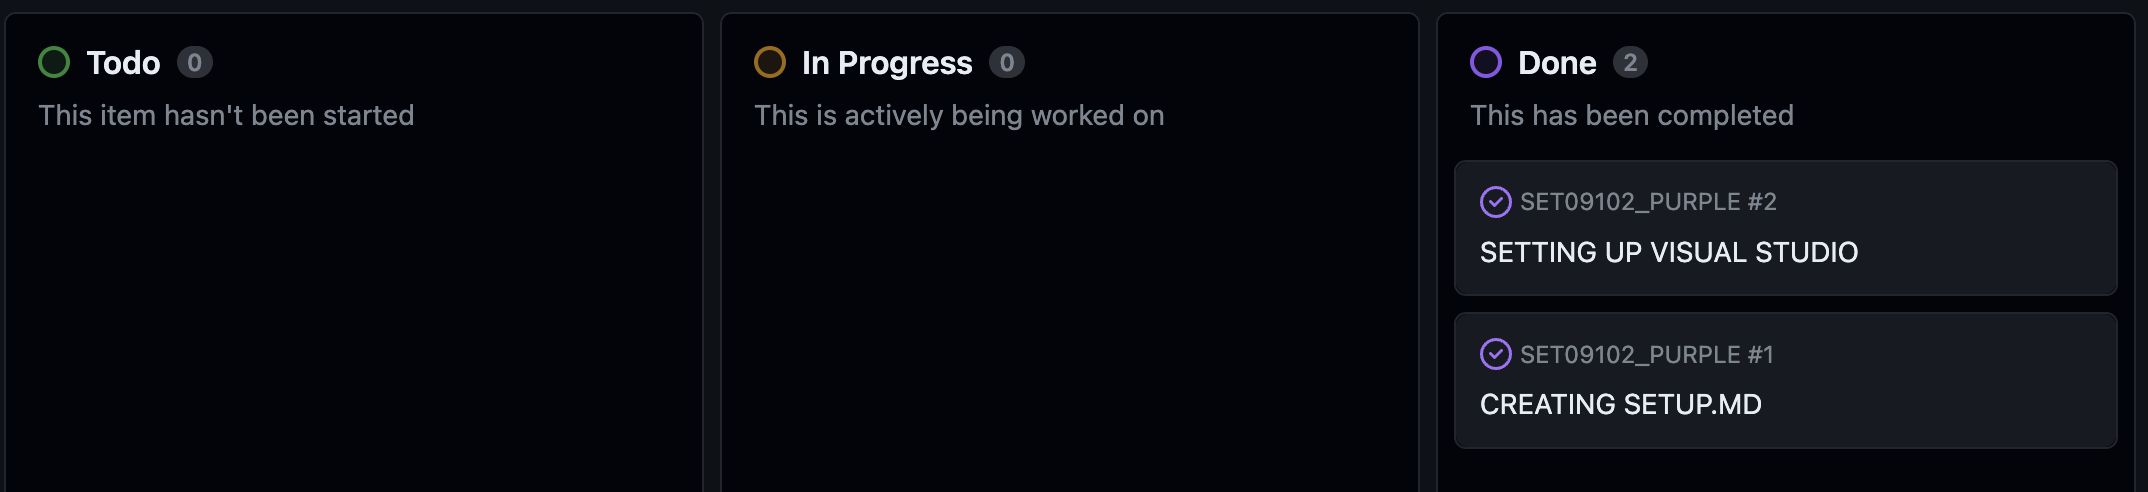 Todo 0
This item hasn't been started
In Progress 0
This is actively being worked on
Done 2
This has been completed
SET09102_PURPLE #2
SETTING UP VISUAL STUDIO
SET09102_PURPLE #1
CREATING SETUP.MD